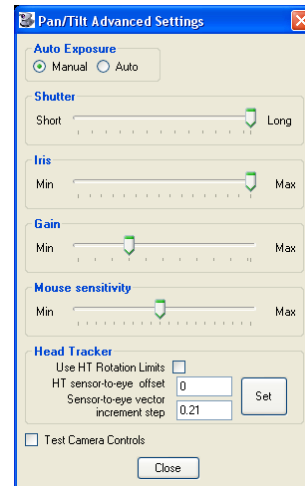 Pan/Tilt Advanced Settings
Auto Exposure
Manual Auto
Shutter
Short Long
Iris
Min Max
Gain
Min Max
Mouse sensitivity
Min Max
Head Tracker
Use HT Rotation Limits
HT sensor-to-eye offset 0
Sensor-to-eye vector
increment step 0.21 Set
Test Camera Controls
Close